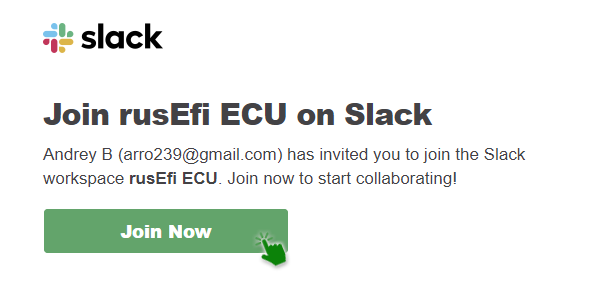 slack
Join rusEfi ECU on Slack
Andrey B (arro239@gmail.com) has invited you to join the Slack
workspace rusEfi ECU. Join now to start collaborating!
Join Now